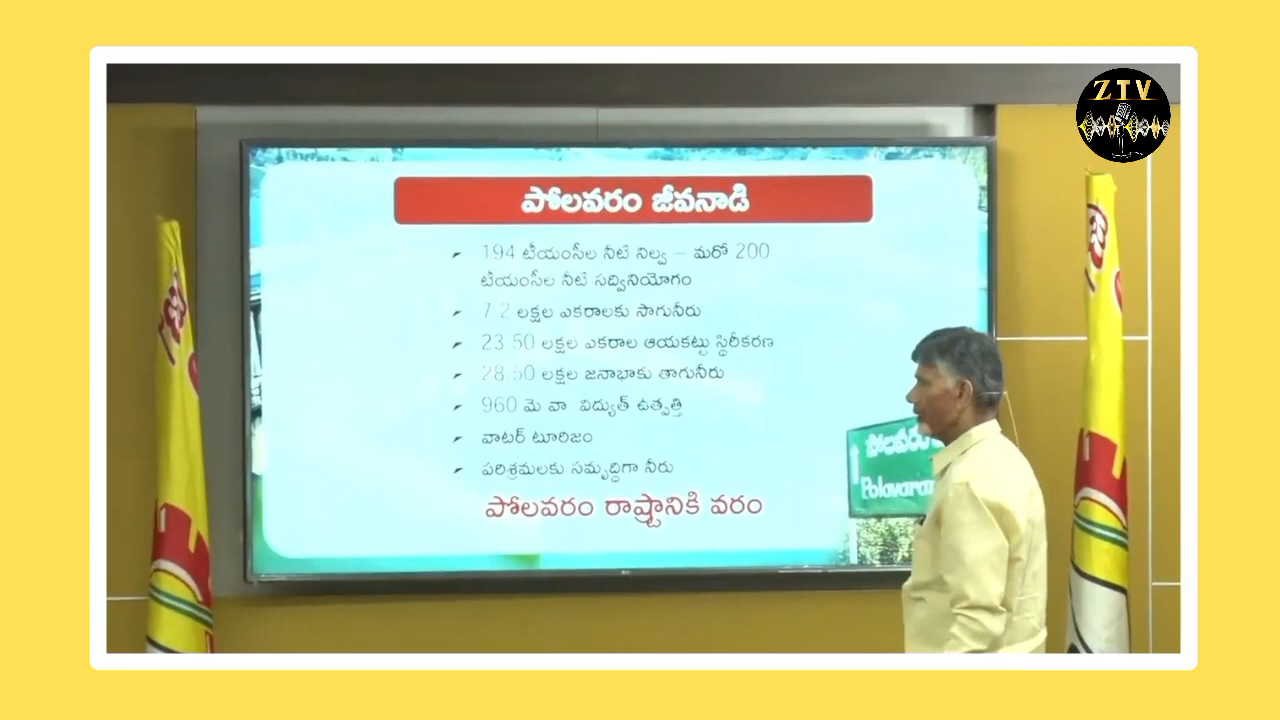 ZTV
పోలవరం జీవనాడి
194 టీయంసీల నీటి నిల్వ – మరో 200
టీయంసీల నీటి సద్వినియోగం
7.2 లక్షల ఎకరాలకు సాగునీరు
23.50 లక్షల ఎకరాల ఆయకట్టు స్థిరీకరణ
28.50 లక్షల జనాభాకు తాగునీరు
960 మె వా విద్యుత్ ఉత్పత్తి
వాటర్ టూరిజం
పరిశ్రమలకు సమృద్ధిగా నీరు
పోలవరం రాష్ట్రానికి వరం
పోలవరం
Polavaram